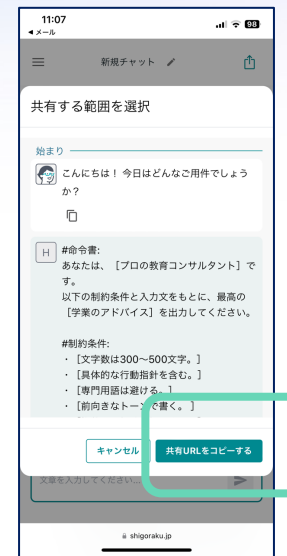 11:07
98
◀ メール
新規チャット
共有する範囲を選択
始まり
こんにちは！ 今日はどんなご用件でしょう
か？
H
#命令書:
あなたは、［プロの教育コンサルタント］で
す。
以下の制約条件と入力文をもとに、最高の
［学業のアドバイス］を出力してください。
#制約条件:
・［文字数は300〜500文字。］
・［具体的な行動指針を含む。］
・［専門用語は避ける。］
・［前向きなトーンで書く。］
キャンセル
共有URLをコピーする
文章を入力してください
shigoraku.jp